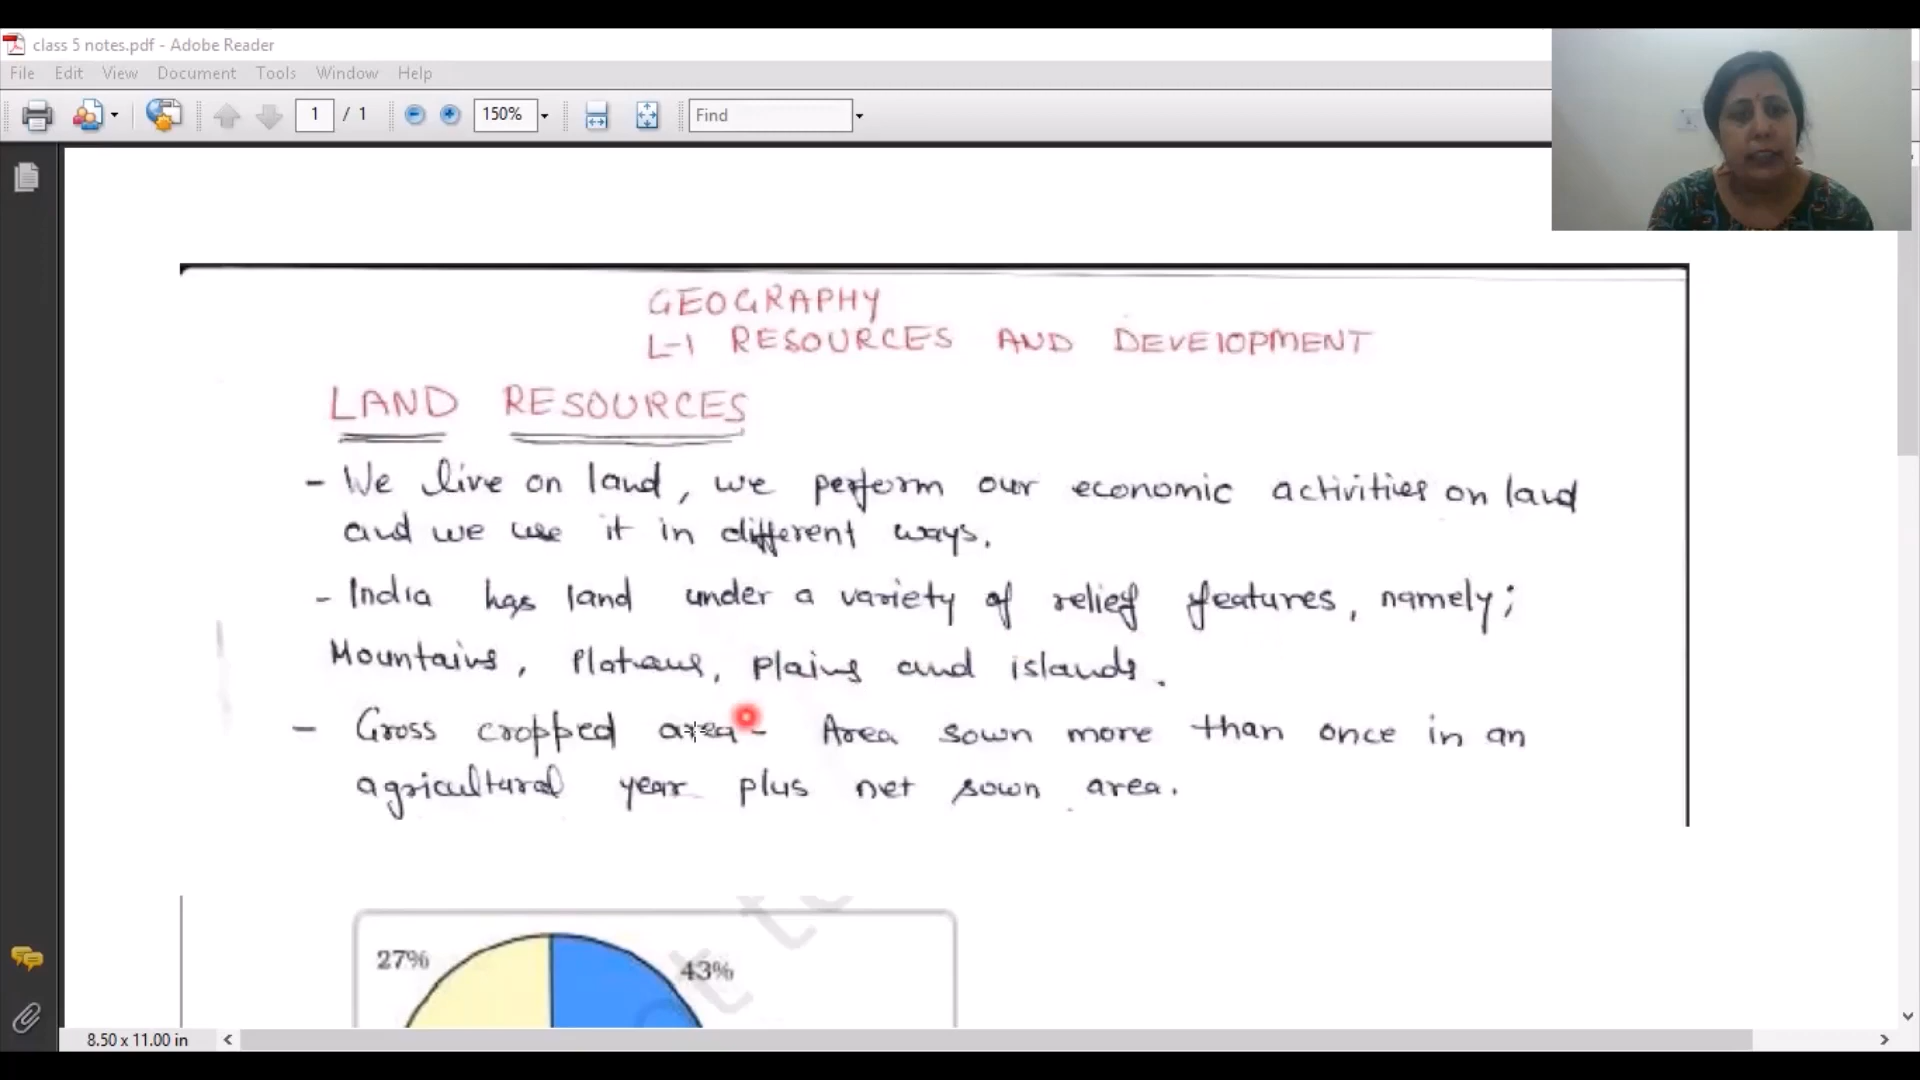 class 5 notes.pdf - Adobe Reader
File Edit View Document Tools Window Help
1 / 1 150% Find
GEOGRAPHY
L-1 RESOURCES AND DEVElOPMENT
LAND RESOURCES
- We live on land, we perform our economic activities on land
and we use it in different ways.
- India has land under a variety of relief features, namely;
Mountains, Plateaus, plains and islands.
- Gross cropped area - Area sown more than once in an
agricultural year plus net sown area.
27% 43%
8.50 x 11.00 in